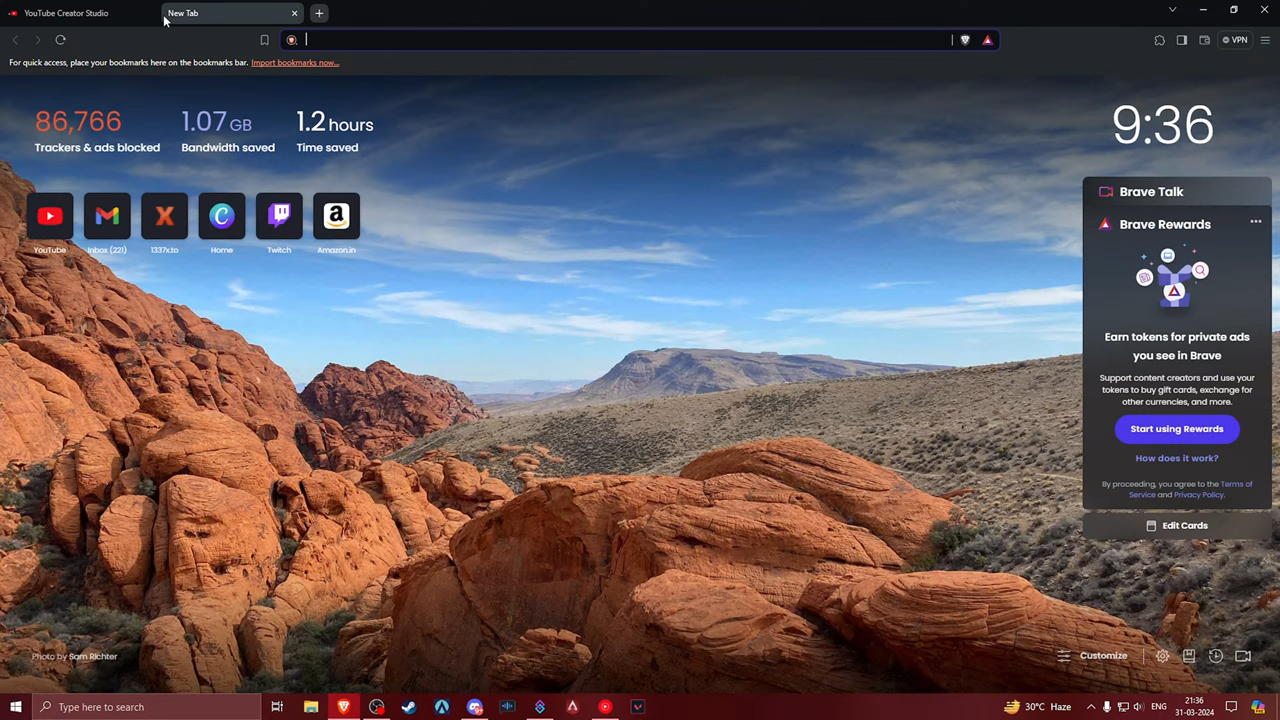 YouTube Creator Studio
New Tab
VPN
For quick access, place your bookmarks here on the bookmarks bar. Import bookmarks now...
86,766
Trackers & ads blocked
1.07 GB
Bandwidth saved
1.2 hours
Time saved
9:36
YouTube
Inbox (221)
1337x.to
Home
Twitch
Amazon.in
Brave Talk
Brave Rewards
Earn tokens for private ads
you see in Brave
Support content creators and use your
tokens to buy gift cards, exchange for
other currencies, and more.
Start using Rewards
How does it work?
By proceeding, you agree to the Terms of
Service and Privacy Policy.
Edit Cards
Photo by Sam Richter
Customize
Type here to search
30°C Haze
21:36
31-03-2024